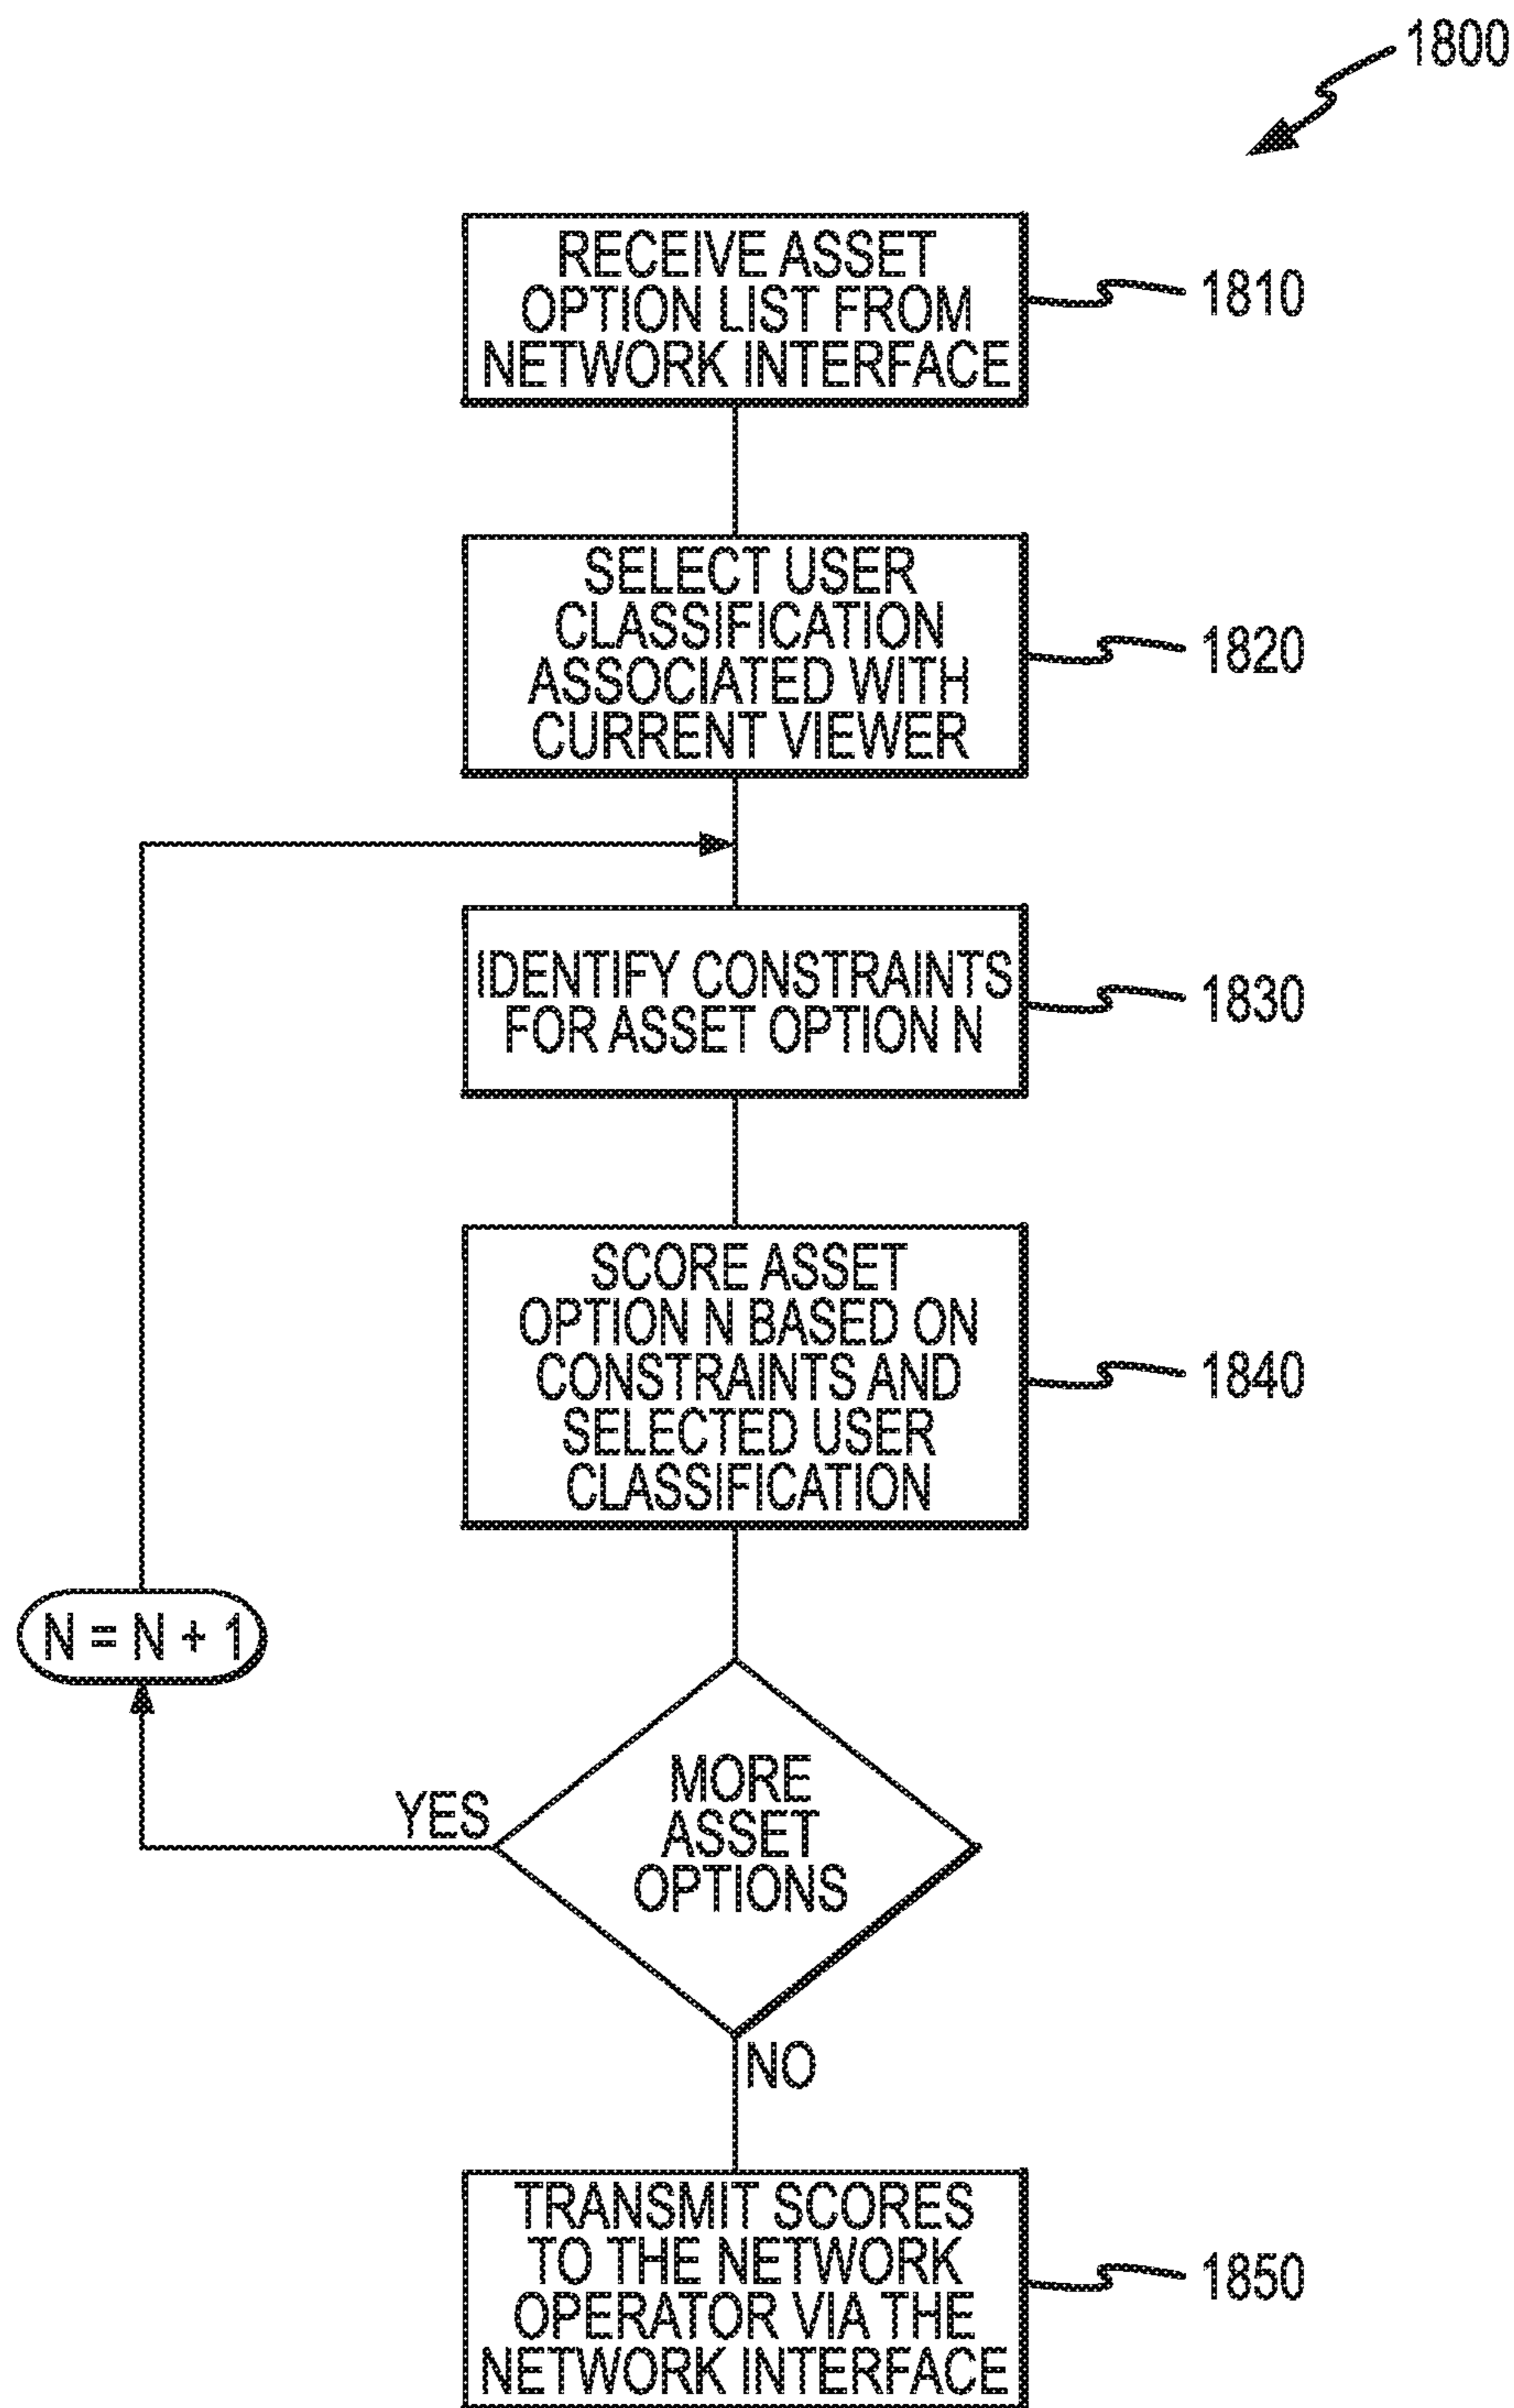 1800
RECEIVE ASSET
OPTION LIST FROM
NETWORK INTERFACE
1810
SELECT USER
CLASSIFICATION
ASSOCIATED WITH
CURRENT VIEWER
1820
IDENTIFY CONSTRAINTS
FOR ASSET OPTION N
1830
SCORE ASSET
OPTION N BASED ON
CONSTRAINTS AND
SELECTED USER
CLASSIFICATION
1840
N = N + 1
MORE
ASSET
OPTIONS
YES
NO
TRANSMIT SCORES
TO THE NETWORK
OPERATOR VIA THE
NETWORK INTERFACE
1850